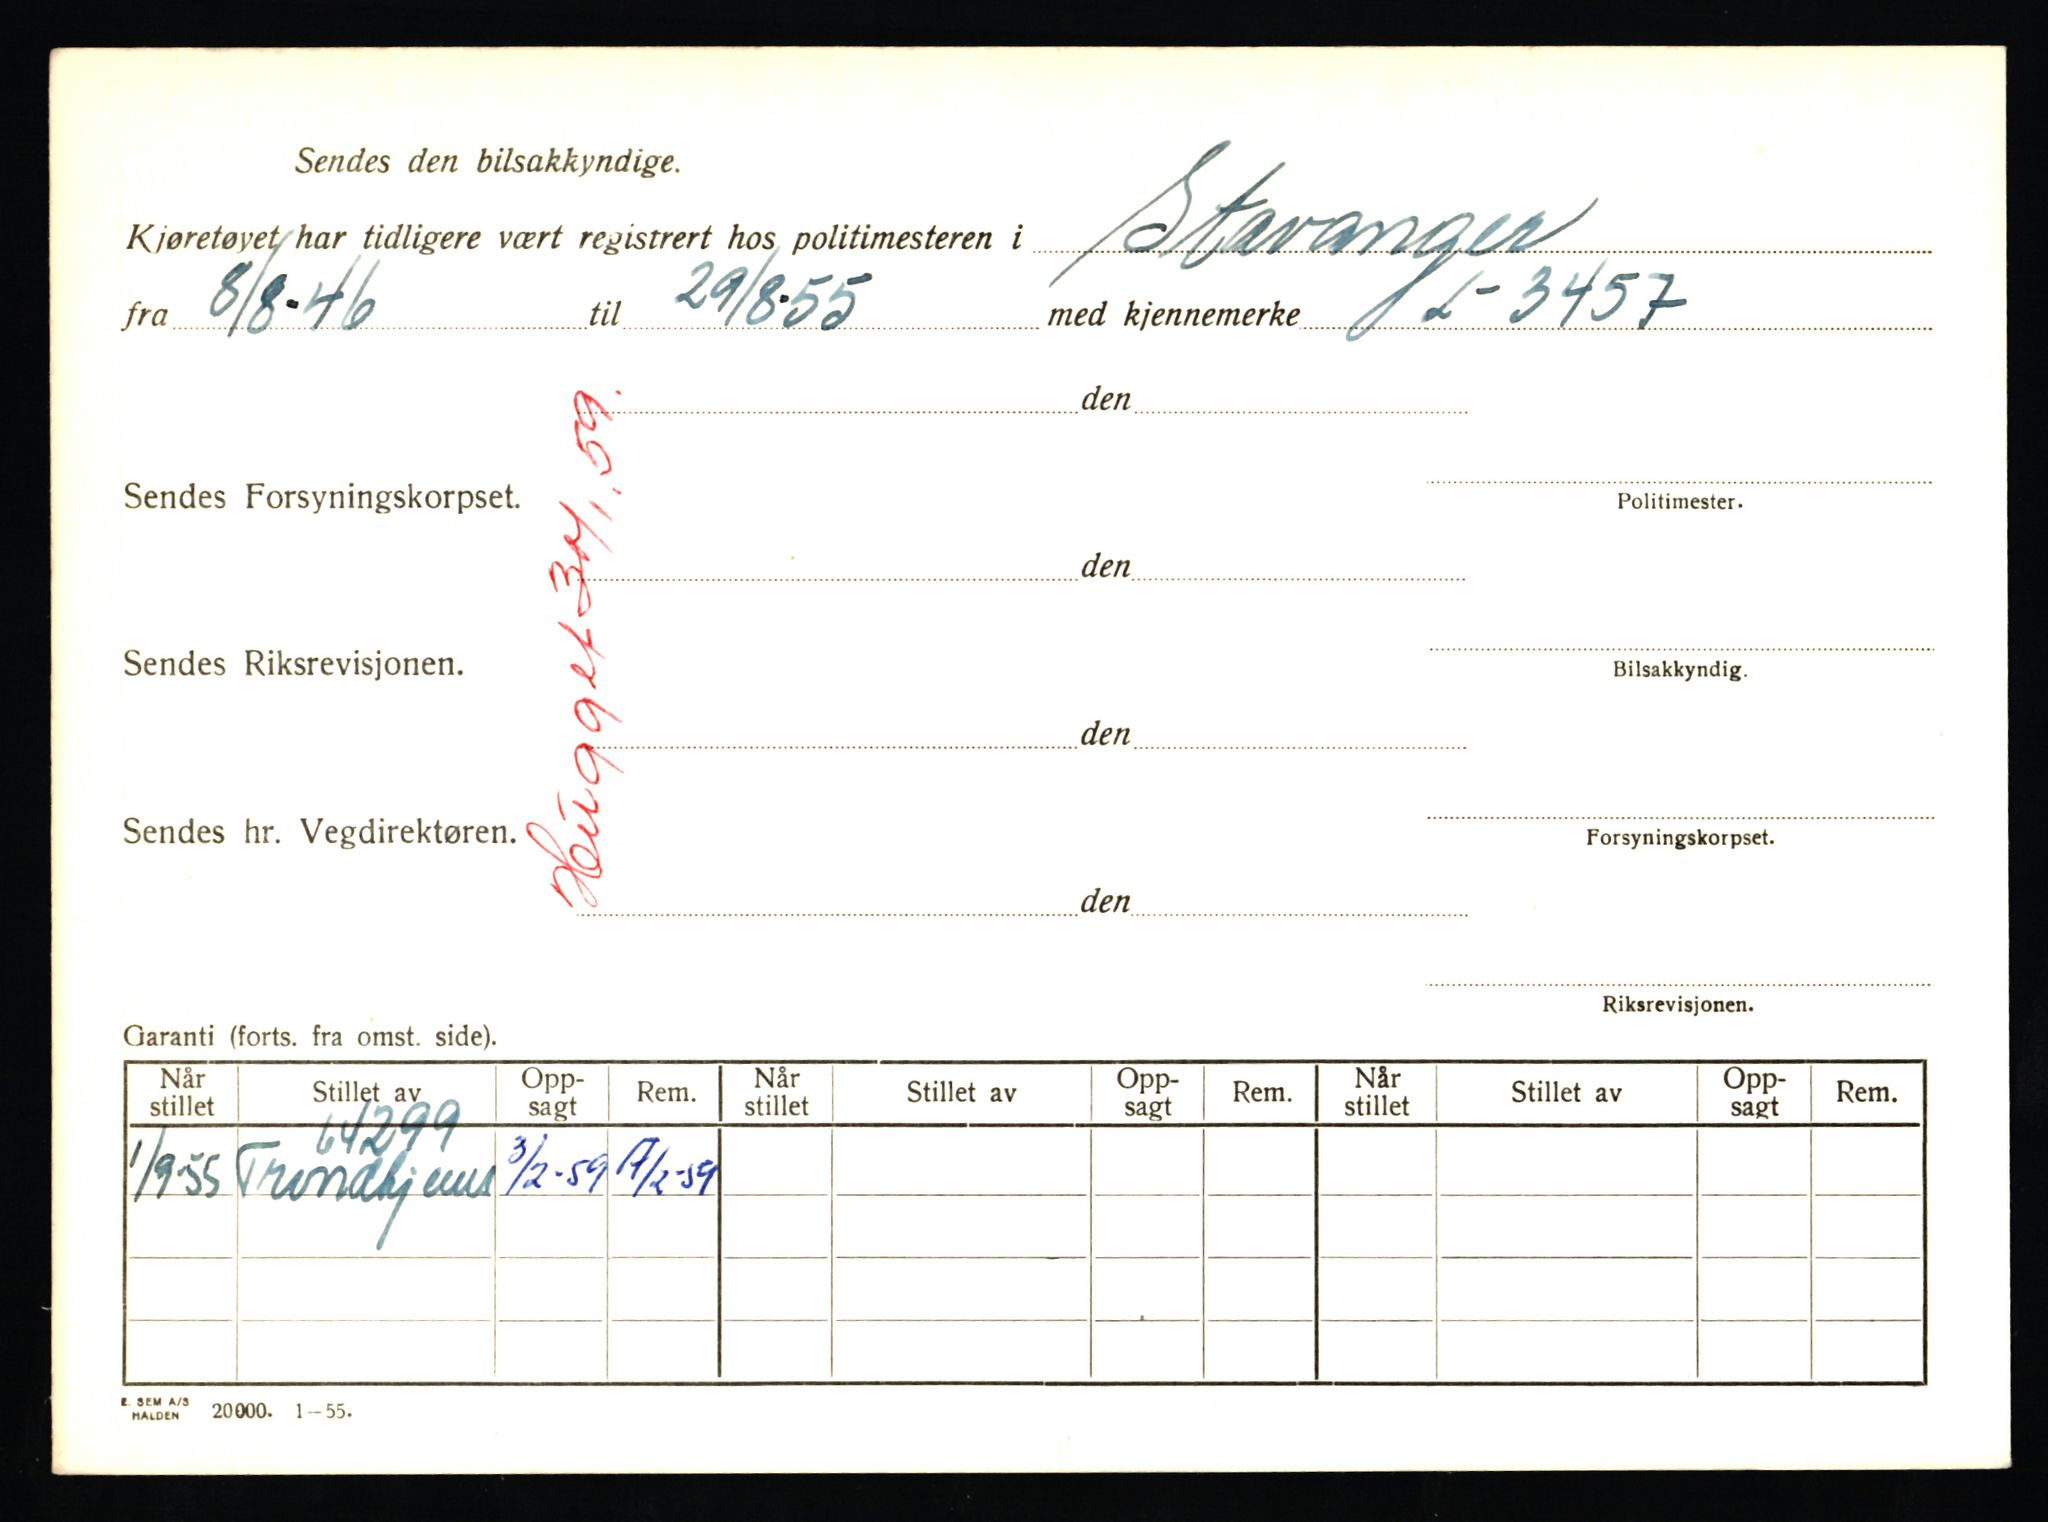 Sendes den bilsakkyndige.
Kjøretøyet har tidligere vært registrert hos politimesteren i Stavanger
fra 8/8-46 til 29/8-55 med kjennemerke L-3457
den
Sendes Forsyningskorpset.
Politimester.
den
Sendes Riksrevisjonen.
Bilsakkyndig.
den
Sendes hr. Vegdirektøren.
Forsyningskorpset.
den
Riksrevisjonen.
Hugget 59.
Garanti (forts. fra omst. side).
Når stillet Stillet av Opp-sagt Rem. Når stillet Stillet av Opp-sagt Rem. Når stillet Stillet av Opp-sagt Rem.
64299
1/9-55 Trondhjems 3/2-59 17/2-59
E. SEM A/S
HALDEN 20000. 1-55.